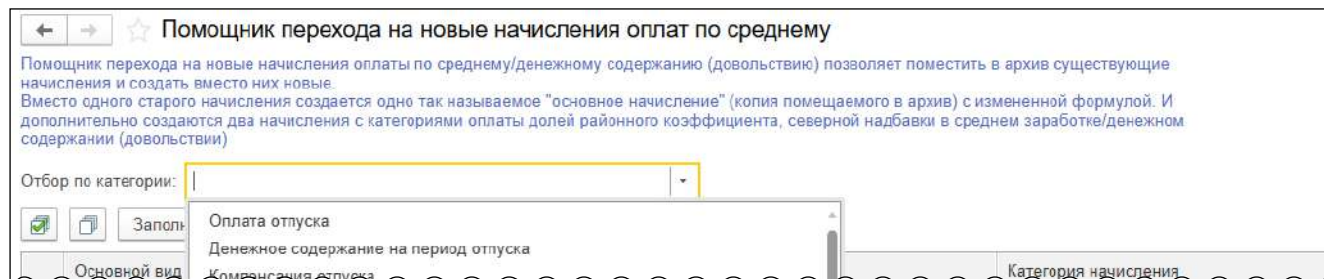 Помощник перехода на новые начисления оплат по среднему
Помощник перехода на новые начисления оплаты по среднему/денежному содержанию (довольствию) позволяет поместить в архив существующие
начисления и создать вместо них новые.
Вместо одного старого начисления создается одно так называемое "основное начисление" (копия помещаемого в архив) с измененной формулой. И
дополнительно создаются два начисления с категориями оплаты долей районного коэффициента, северной надбавки в среднем заработке/денежном
содержании (довольствии)
Отбор по категории:
Заполн
Оплата отпуска
Денежное содержание на период отпуска
Основной вид
Компенсация отпуска
Категория начисления